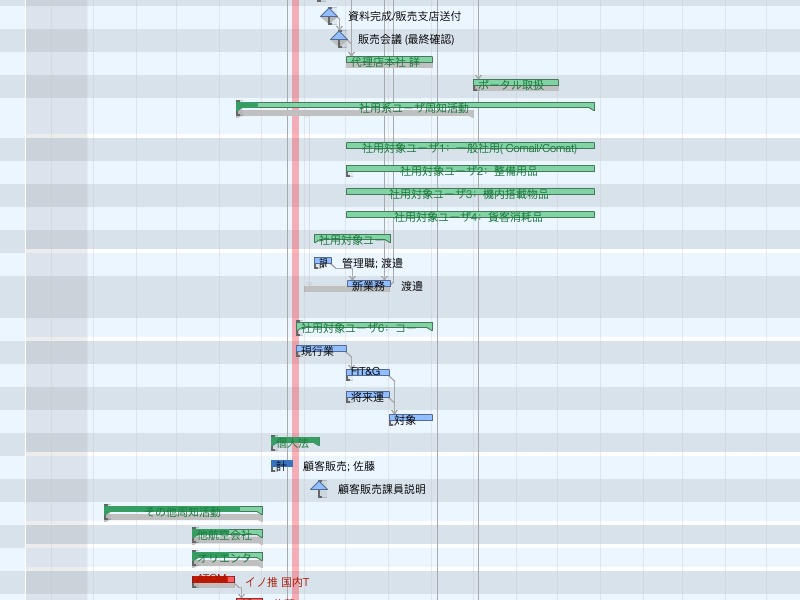 資料完成/販売支店送付
販売会議 (最終確認)
代理店本社 詳
ポータル取扱
社用系ユーザ周知活動
社用対象ユーザ1: 一般社用( Comail/Comat)
社用対象ユーザ2: 整備用品
社用対象ユーザ3: 機内搭載物品
社用対象ユーザ4: 貨客消耗品
社用対象ユー
管理職; 渡邉
新業務 渡邉
社用対象ユーザ6: コー
現行業
FIT&G
将来運
対象
個人法
計 顧客販売; 佐藤
顧客販売課員説明
その他周知活動
他航空会社
オリエンタ
イノ推 国内T